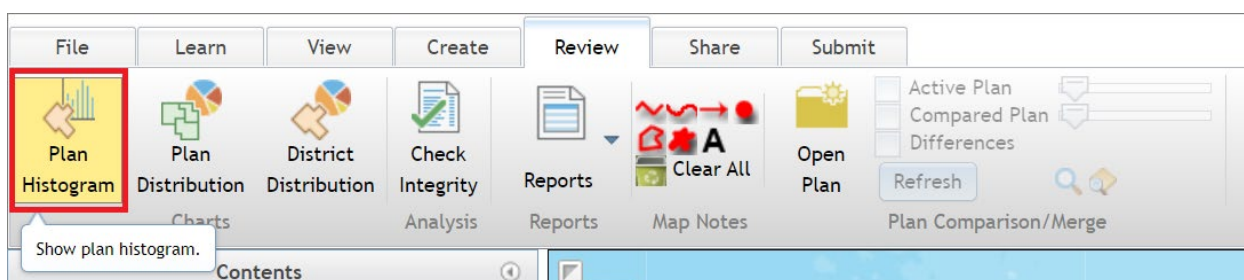 File Learn View Create Review Share Submit
Active Plan
Compared Plan
Differences
Plan Histogram
Plan Distribution
District Distribution
Check Integrity
Reports
A
Clear All
Open Plan
Refresh
Charts Analysis Reports Map Notes Plan Comparison/Merge
Show plan histogram.
Contents